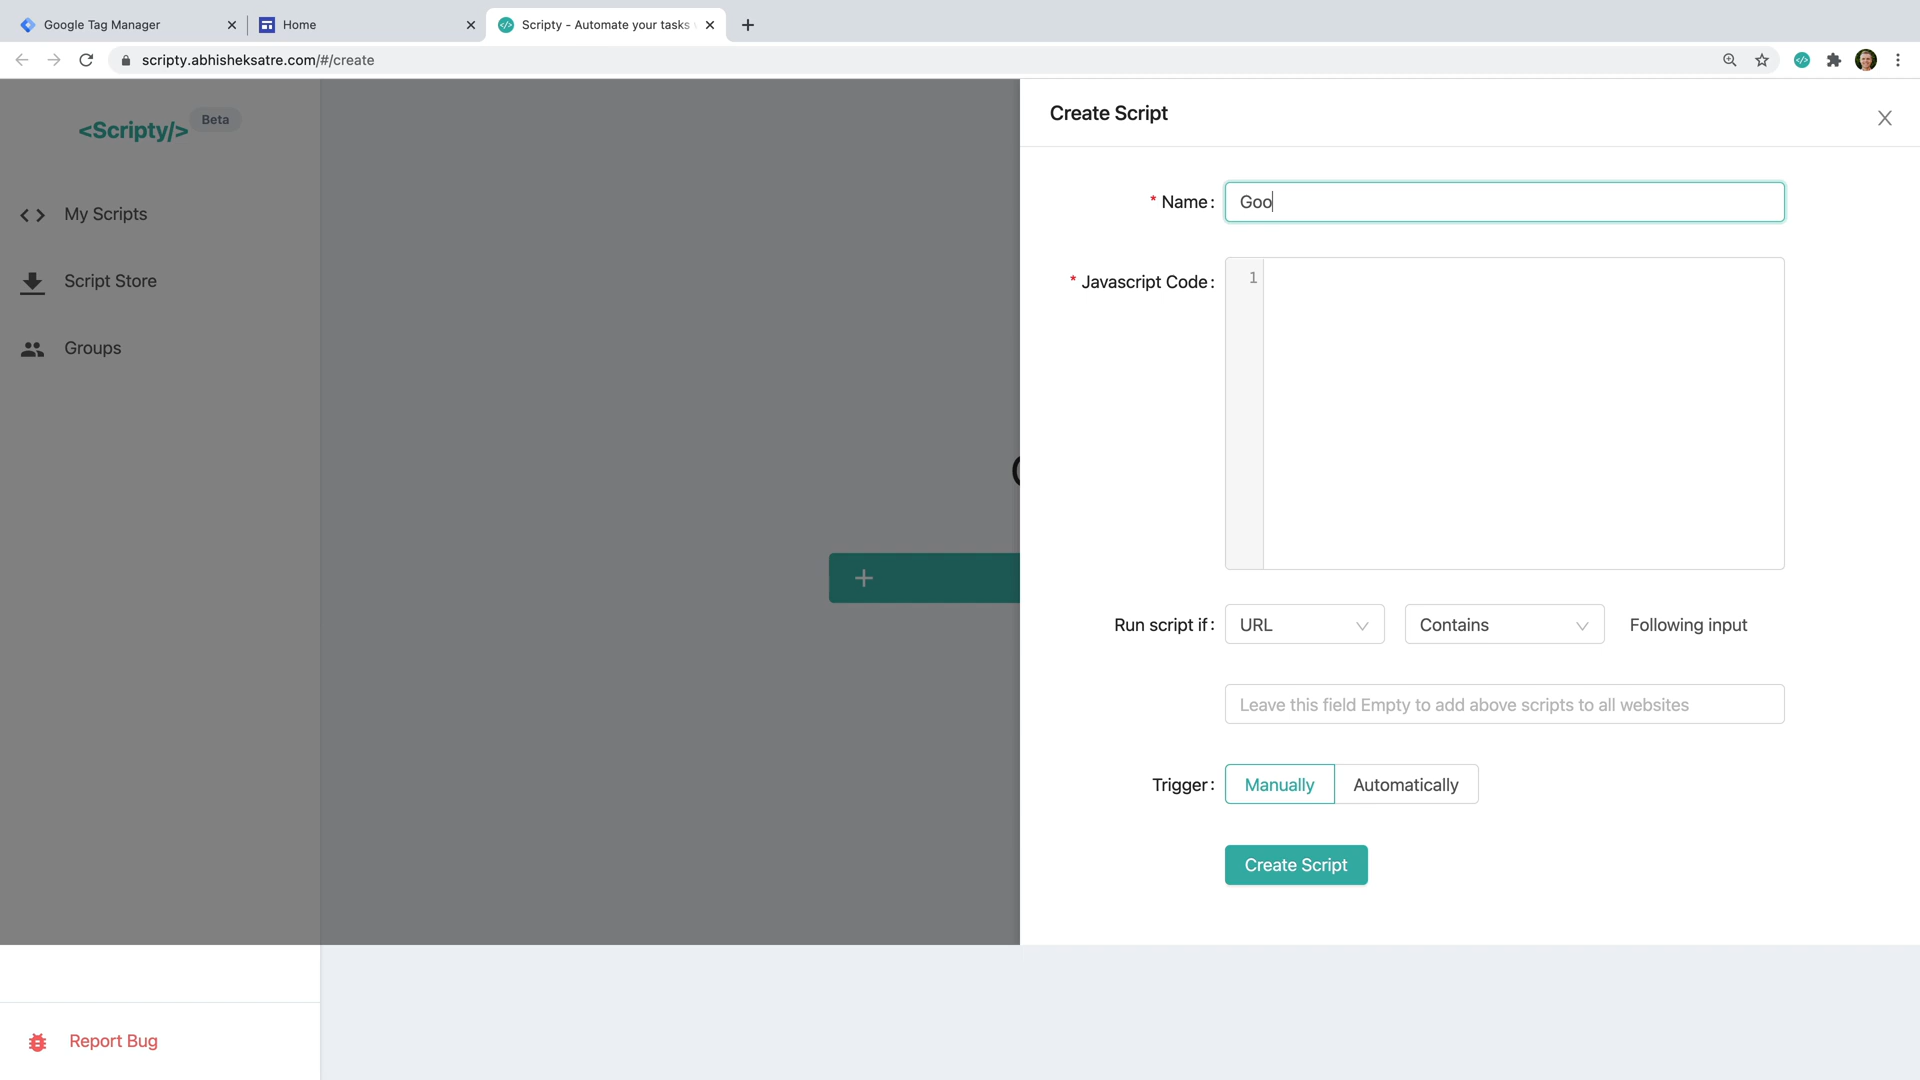 Google Tag Manager
Home
Scripty - Automate your tasks
scripty.abhisheksatre.com/#/create
<Scripty/>
Beta
My Scripts
Script Store
Groups
Report Bug
Create Script
* Name:
Goo
* Javascript Code:
1
Run script if:
URL
Contains
Following input
Leave this field Empty to add above scripts to all websites
Trigger:
Manually
Automatically
Create Script